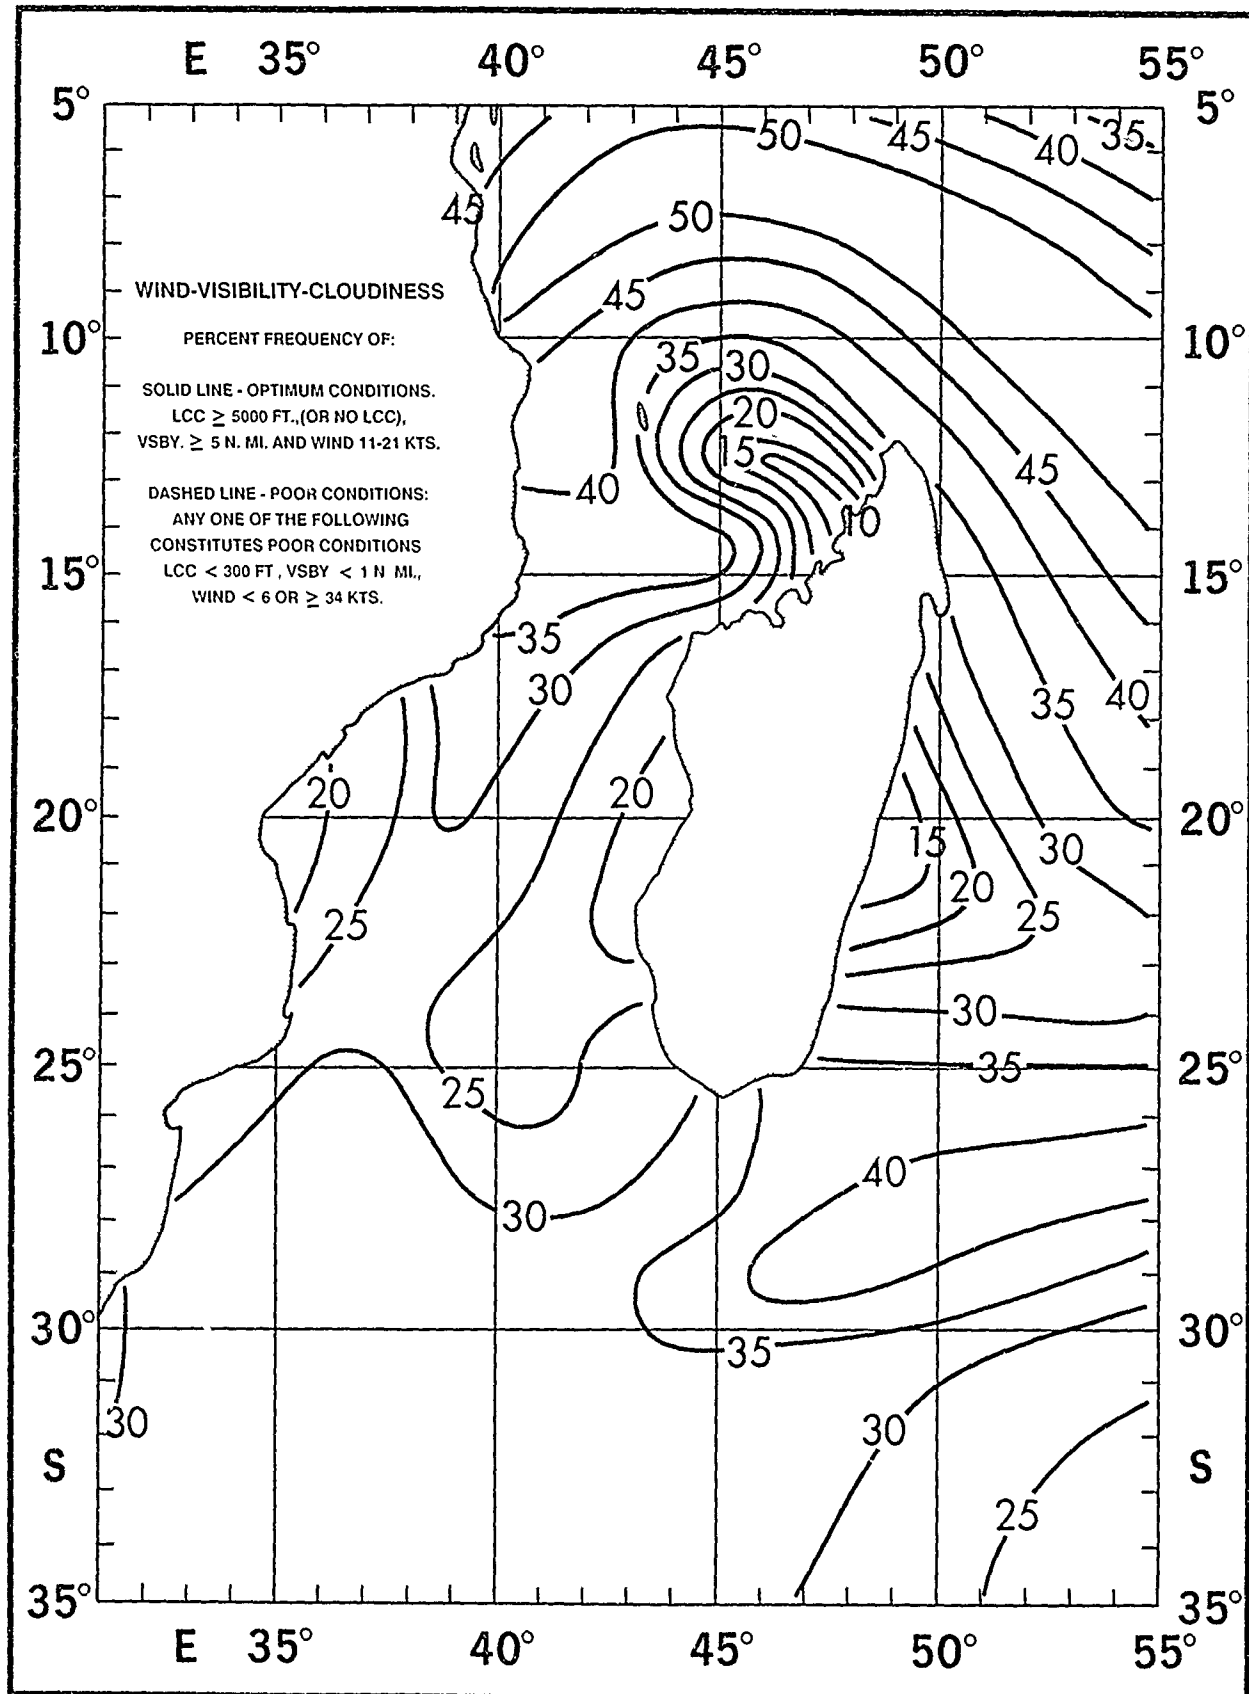 E 35° 40° 45° 50° 55°
5° 5°
50 45 40 35
45
50
WIND-VISIBILITY-CLOUDINESS
45
PERCENT FREQUENCY OF:
10° 10°
35 30
SOLID LINE - OPTIMUM CONDITIONS.
LCC ≥ 5000 FT.,(OR NO LCC),
20
VSBY. ≥ 5 N. MI. AND WIND 11-21 KTS.
15 45
DASHED LINE - POOR CONDITIONS:
40
ANY ONE OF THE FOLLOWING
10
CONSTITUTES POOR CONDITIONS
LCC < 300 FT , VSBY < 1 N MI.,
15° 15°
WIND < 6 OR ≥ 34 KTS.
35
30 35 40
20 20
20° 20°
15 30
20
25 25
30
25° 35 25°
25
40
30
30° 30°
35
30 30
S S
25
35° 35°
E 35° 40° 45° 50° 55°